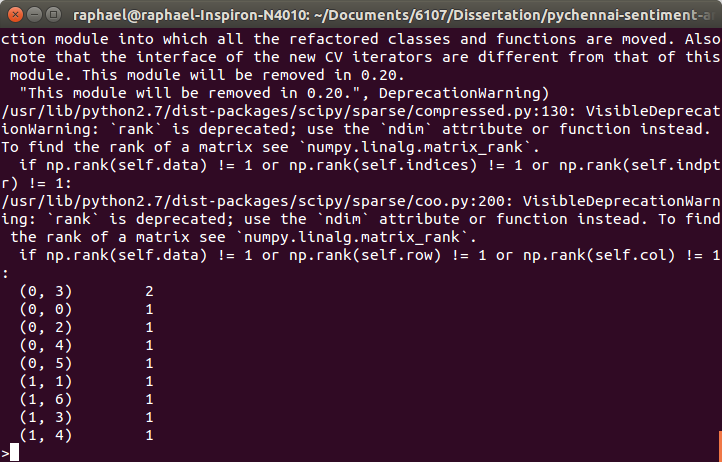 raphael@raphael-Inspiron-N4010: ~/Documents/6107/Dissertation/pychennai-sentiment-a
ction module into which all the refactored classes and functions are moved. Also
 note that the interface of the new CV iterators are different from that of this
 module. This module will be removed in 0.20.
  "This module will be removed in 0.20.", DeprecationWarning)
/usr/lib/python2.7/dist-packages/scipy/sparse/compressed.py:130: VisibleDeprecat
ionWarning: `rank` is deprecated; use the `ndim` attribute or function instead. 
To find the rank of a matrix see `numpy.linalg.matrix_rank`.
  if np.rank(self.data) != 1 or np.rank(self.indices) != 1 or np.rank(self.indpt
r) != 1:
/usr/lib/python2.7/dist-packages/scipy/sparse/coo.py:200: VisibleDeprecationWarn
ing: `rank` is deprecated; use the `ndim` attribute or function instead. To find
 the rank of a matrix see `numpy.linalg.matrix_rank`.
  if np.rank(self.data) != 1 or np.rank(self.row) != 1 or np.rank(self.col) != 1
:
  (0, 3)        2
  (0, 0)        1
  (0, 2)        1
  (0, 4)        1
  (0, 5)        1
  (1, 1)        1
  (1, 6)        1
  (1, 3)        1
  (1, 4)        1
>